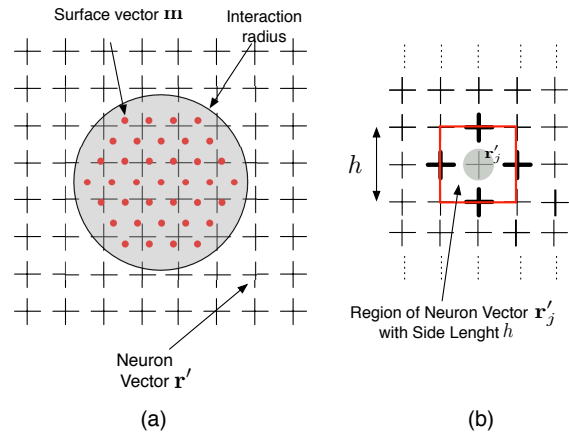 Surface vector m
Interaction
radius
Neuron
Vector r′
(a)
h
r′j
Region of Neuron Vector r′j
with Side Lenght h
(b)